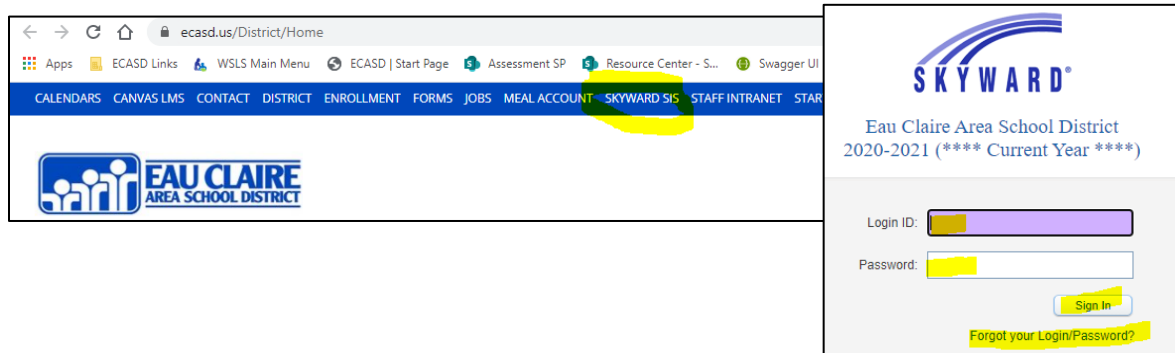 ecasd.us/District/Home
Apps ECASD Links WSLS Main Menu ECASD | Start Page Assessment SP Resource Center - S... Swagger UI
CALENDARS CANVAS LMS CONTACT DISTRICT ENROLLMENT FORMS JOBS MEAL ACCOUNT SKYWARD SIS STAFF INTRANET STAR
EAU CLAIRE
AREA SCHOOL DISTRICT
SKYWARD®
Eau Claire Area School District
2020-2021 (**** Current Year ****)
Login ID:
Password:
Sign In
Forgot your Login/Password?